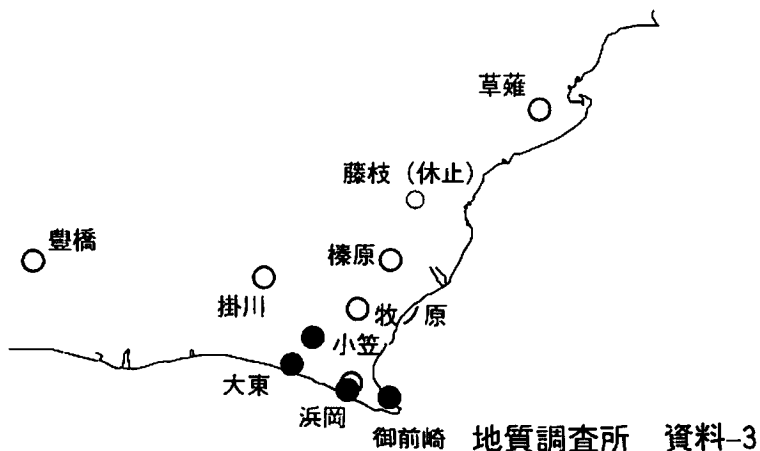 草薙
藤枝（休止）
豊橋
榛原
掛川
牧ノ原
小笠
大東
浜岡
御前崎
地質調査所　資料-3